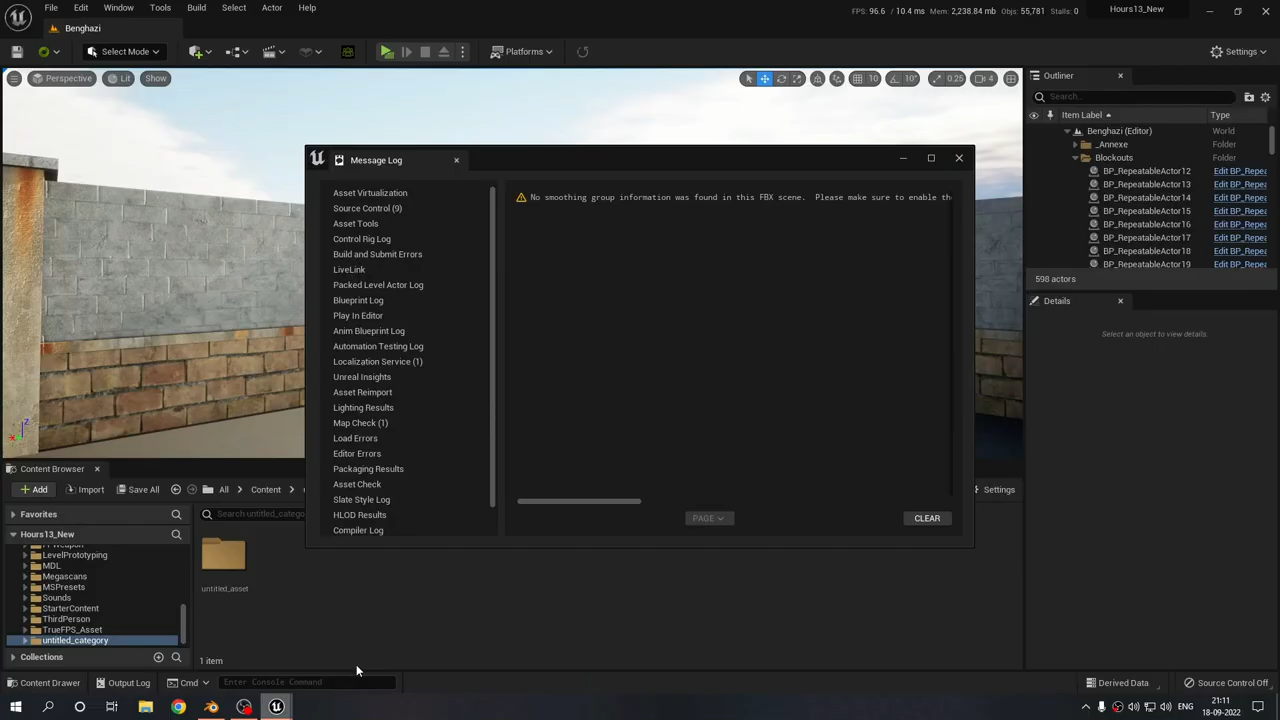 File Edit Window Tools Build Select Actor Help
FPS: 96.6 / 10.4 ms Mem: 2,238.84 mb Objs: 55,781 Stalls: 0
Hours13_New
Benghazi
Select Mode
Platforms
Settings
Perspective Lit Show
10 10° 0.25 4
Outliner
Search...
Item Label Type
Benghazi (Editor) World
_Annexe Folder
Blockouts Folder
BP_RepeatableActor12 Edit BP_Repea
BP_RepeatableActor13 Edit BP_Repea
BP_RepeatableActor14 Edit BP_Repea
BP_RepeatableActor15 Edit BP_Repea
BP_RepeatableActor16 Edit BP_Repea
BP_RepeatableActor17 Edit BP_Repea
BP_RepeatableActor18 Edit BP_Repea
BP_RepeatableActor19 Edit BP_Repea
598 actors
Details
Select an object to view details.
Message Log
Asset Virtualization
Source Control (9)
Asset Tools
Control Rig Log
Build and Submit Errors
LiveLink
Packed Level Actor Log
Blueprint Log
Play In Editor
Anim Blueprint Log
Automation Testing Log
Localization Service (1)
Unreal Insights
Asset Reimport
Lighting Results
Map Check (1)
Load Errors
Editor Errors
Packaging Results
Asset Check
Slate Style Log
HLOD Results
Compiler Log
No smoothing group information was found in this FBX scene. Please make sure to enable th
PAGE
CLEAR
Content Browser
Add Import Save All All Content
Settings
Favorites
Search untitled_catego
Hours13_New
LevelPrototyping
MDL
Megascans
MSPresets
Sounds
StarterContent
ThirdPerson
TrueFPS_Asset
untitled_category
untitled_asset
Collections
1 item
Content Drawer Output Log Cmd Enter Console Command
Derived Data Source Control Off
ENG
21:11
18-09-2022